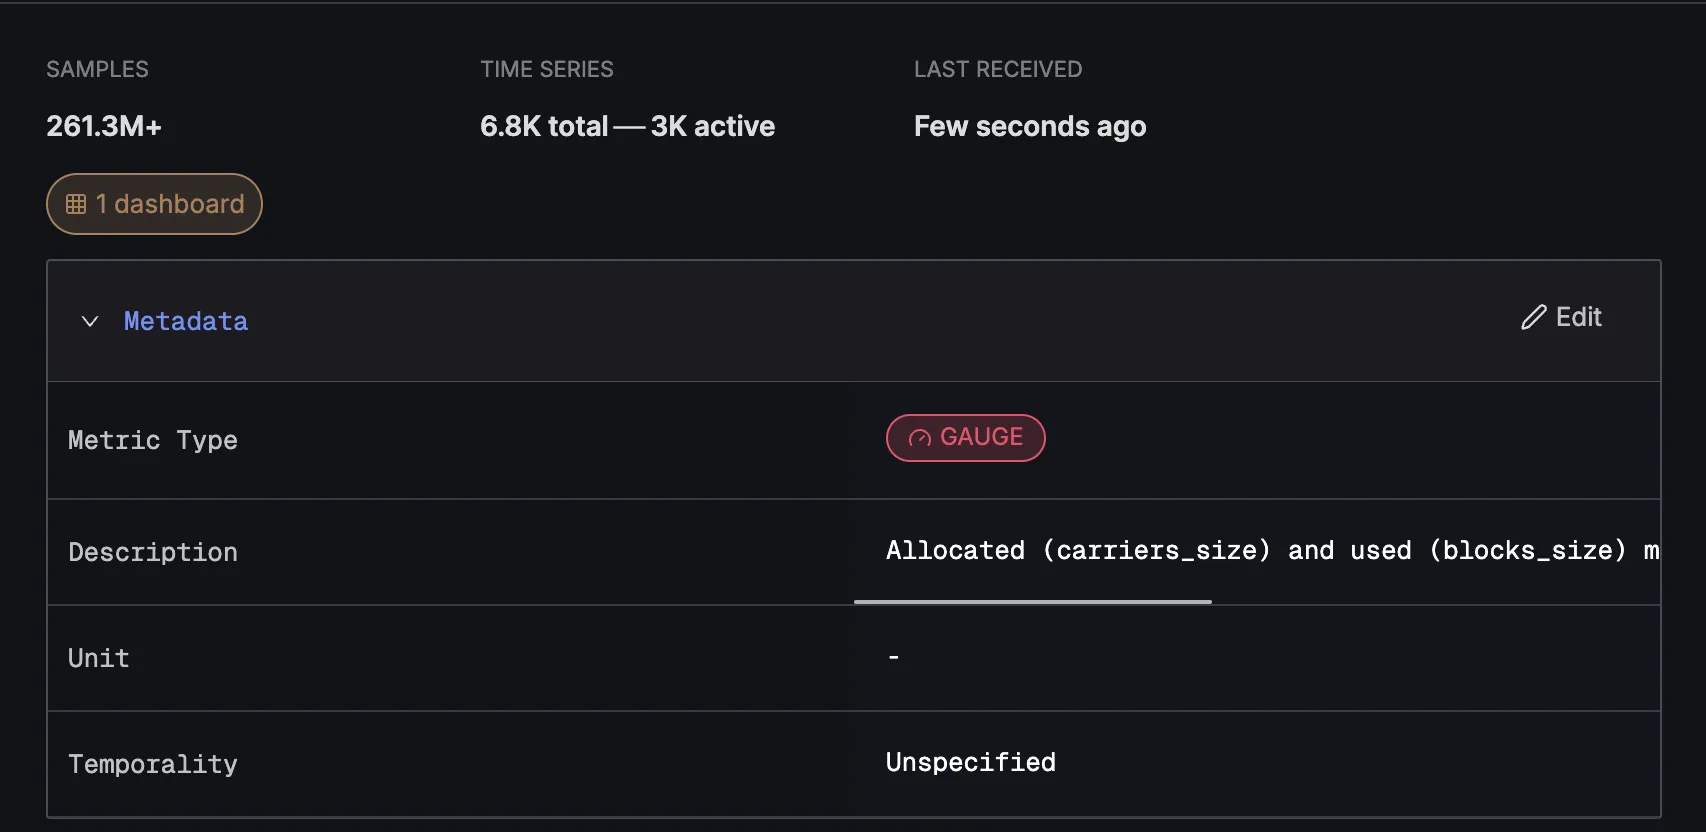 SAMPLES TIME SERIES LAST RECEIVED
261.3M+ 6.8K total — 3K active Few seconds ago
1 dashboard
Metadata Edit
Metric Type GAUGE
Description Allocated (carriers_size) and used (blocks_size) m
Unit -
Temporality Unspecified